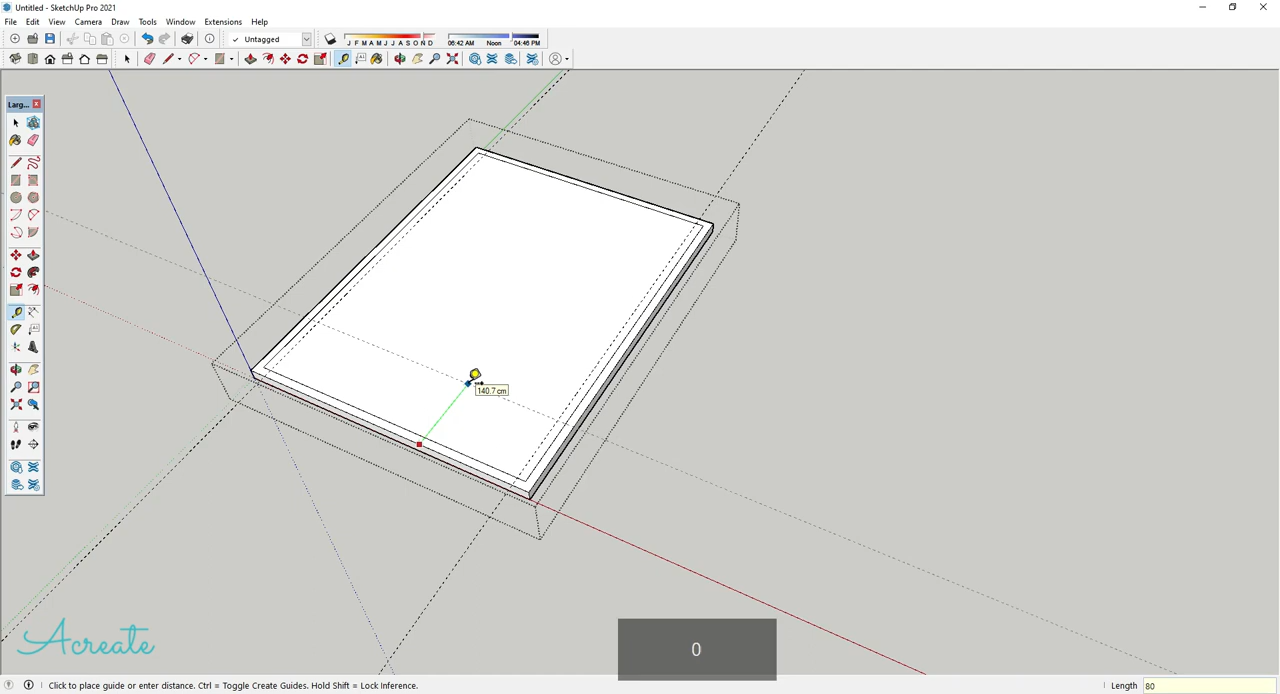 Untitled - SketchUp Pro 2021
File Edit View Camera Draw Tools Window Extensions Help
✓ Untagged
J F M A M J J A S O N D
06:42 AM Noon 04:46 PM
Larg...
140.7 cm
Acreate
0
Click to place guide or enter distance. Ctrl = Toggle Create Guides. Hold Shift = Lock Inference.
Length 80